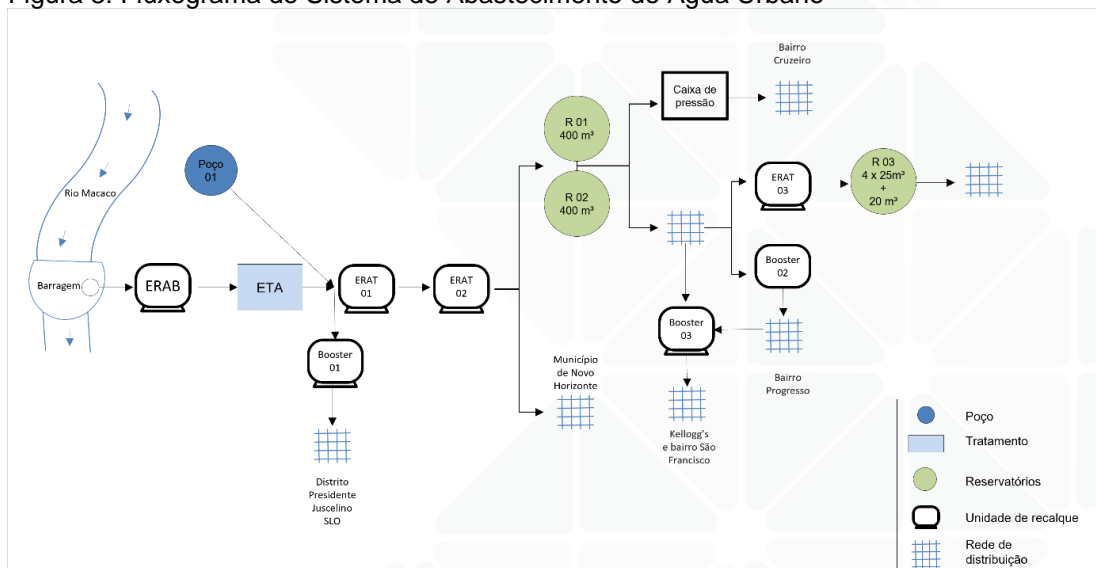 Figura 3. Fluxograma do Sistema de Abastecimento de Água Urbano
Bairro
Cruzeiro
Caixa de
pressão
R 01
400 m³
R 02
400 m³
Poço
01
Rio Macaco
ERAT
03
R 03
4 x 25m³
+
20 m³
Barragem
ERAB
ETA
ERAT
01
ERAT
02
Booster
02
Booster
03
Booster
01
Município
de Novo
Horizonte
Bairro
Progresso
Kellogg's
e bairro São
Francisco
Distrito
Presidente
Juscelino
SLO
Poço
Tratamento
Reservatórios
Unidade de recalque
Rede de
distribuição